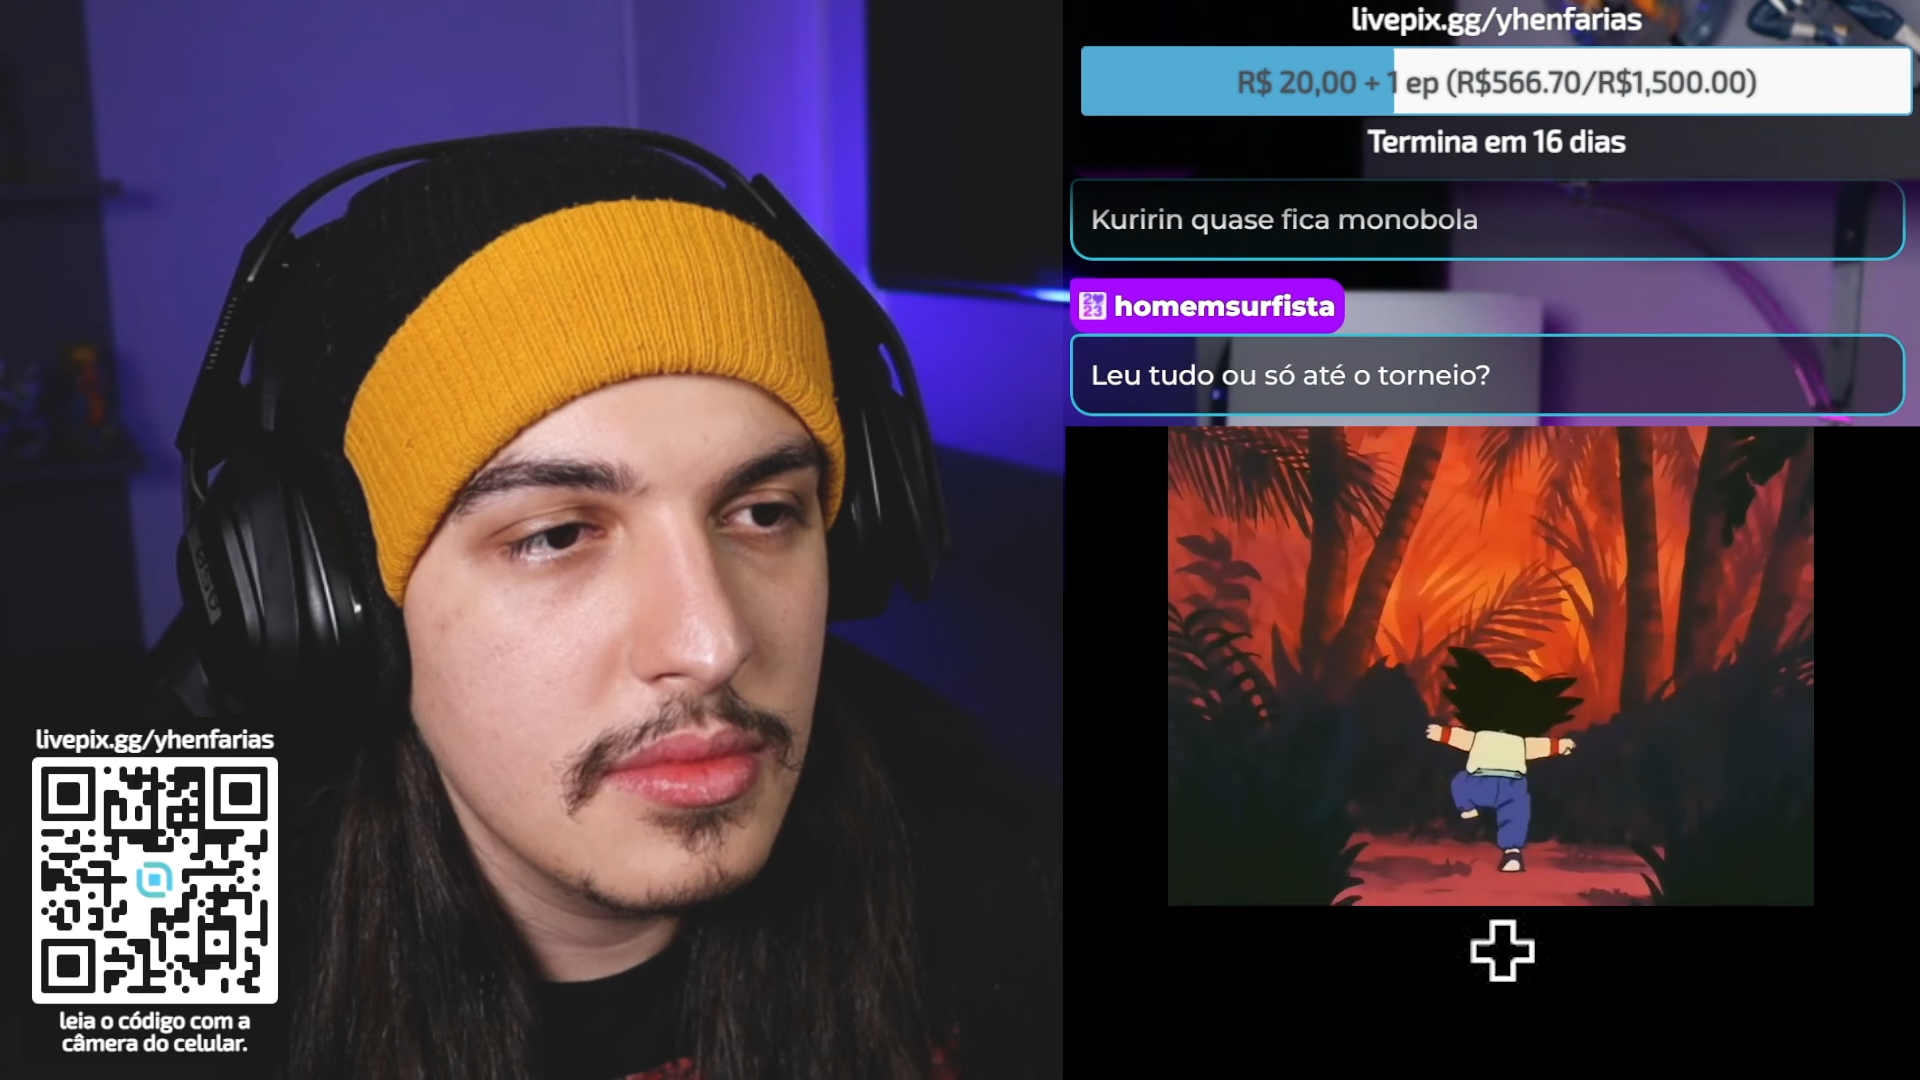 livepix.gg/yhenfarias
R$ 20,00 + 1 ep (R$566.70/R$1,500.00)
Termina em 16 dias
Kuririn quase fica monobola
homemsurfista
Leu tudo ou só até o torneio?
livepix.gg/yhenfarias
leia o código com a
câmera do celular.